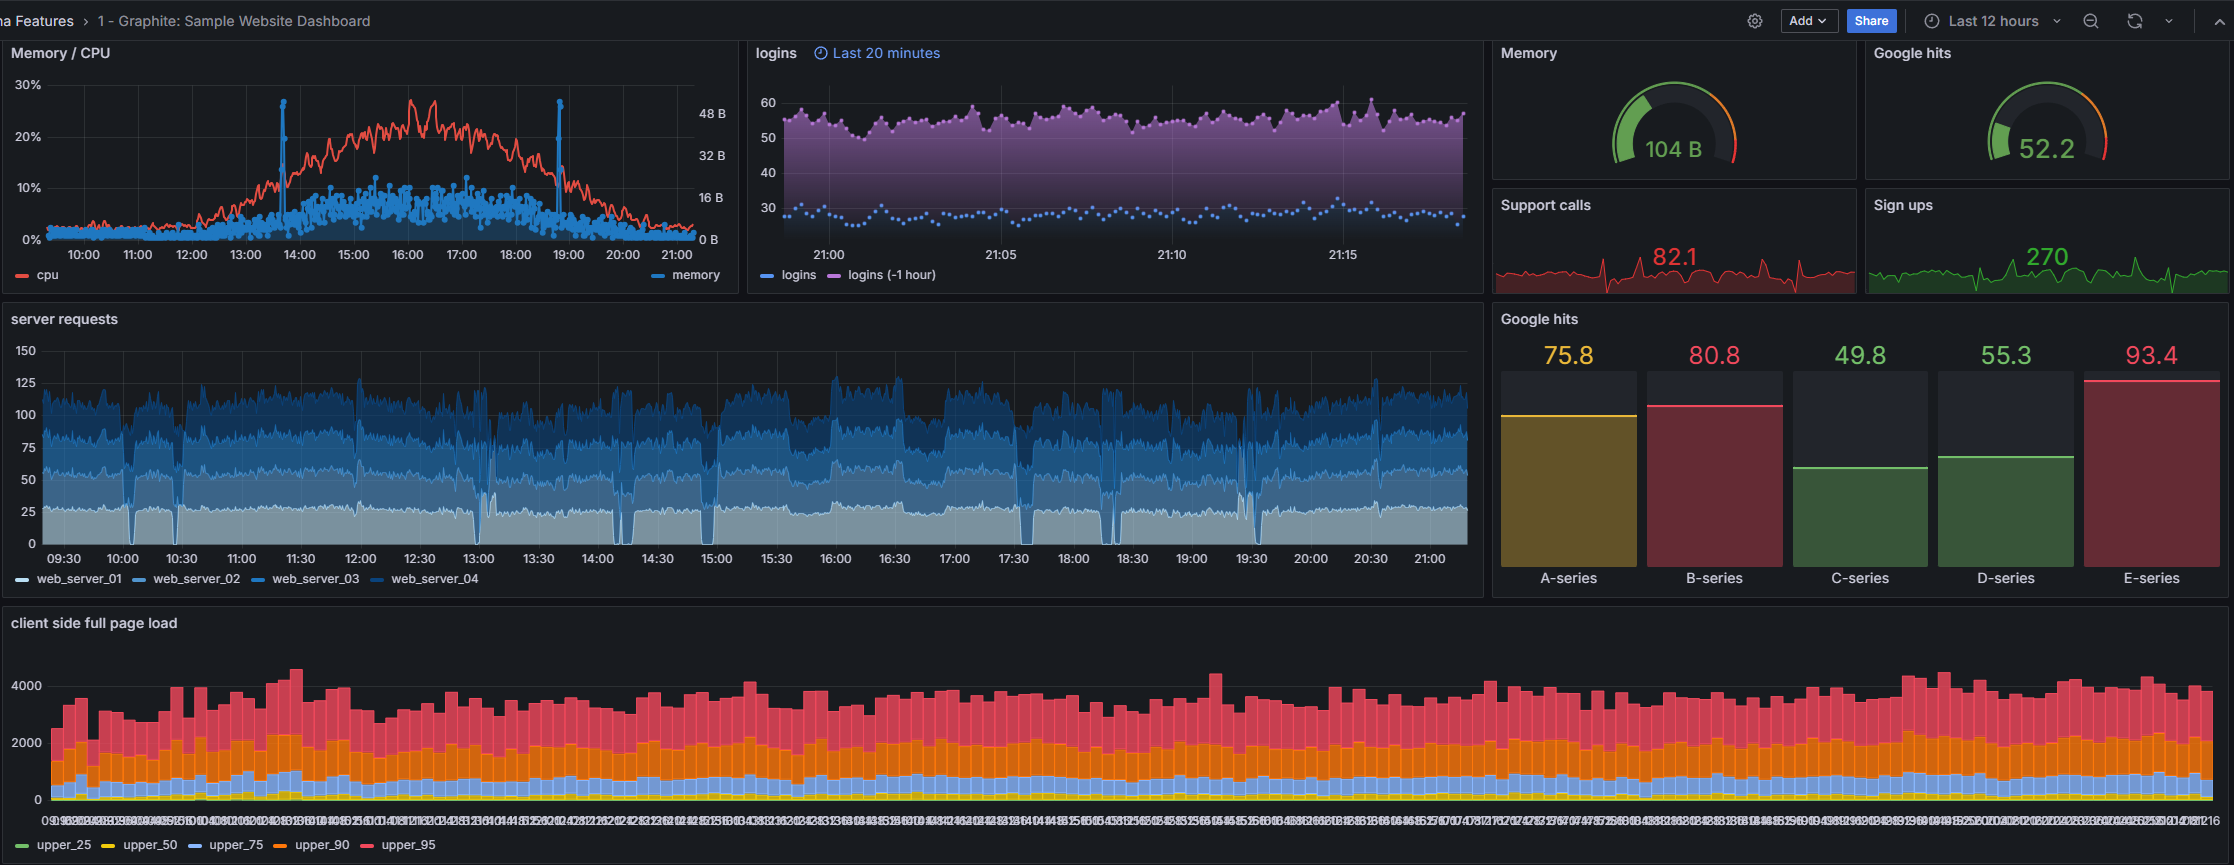 na Features › 1 - Graphite: Sample Website Dashboard
Add
Share
Last 12 hours
Memory / CPU
30%
20%
10%
0%
48 B
32 B
16 B
0 B
10:00 11:00 12:00 13:00 14:00 15:00 16:00 17:00 18:00 19:00 20:00 21:00
cpu
memory
logins Last 20 minutes
60
50
40
30
21:00 21:05 21:10 21:15
logins logins (-1 hour)
Memory
104 B
Google hits
52.2
Support calls
82.1
Sign ups
270
server requests
150
125
100
75
50
25
0
09:30 10:00 10:30 11:00 11:30 12:00 12:30 13:00 13:30 14:00 14:30 15:00 15:30 16:00 16:30 17:00 17:30 18:00 18:30 19:00 19:30 20:00 20:30 21:00
web_server_01 web_server_02 web_server_03 web_server_04
Google hits
75.8 80.8 49.8 55.3 93.4
A-series B-series C-series D-series E-series
client side full page load
4000
2000
0
upper_25 upper_50 upper_75 upper_90 upper_95